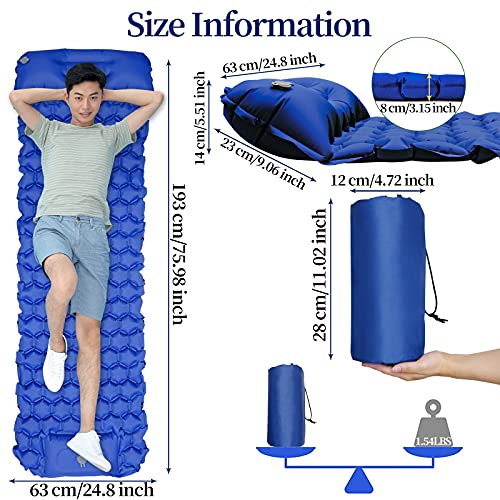 Size Information
63 cm/24.8 inch
14 cm/5.51 inch
23 cm/9.06 inch
8 cm/3.15 inch
193 cm/75.98 inch
12 cm/4.72 inch
28 cm/11.02 inch
1.54LBS
63 cm/24.8 inch